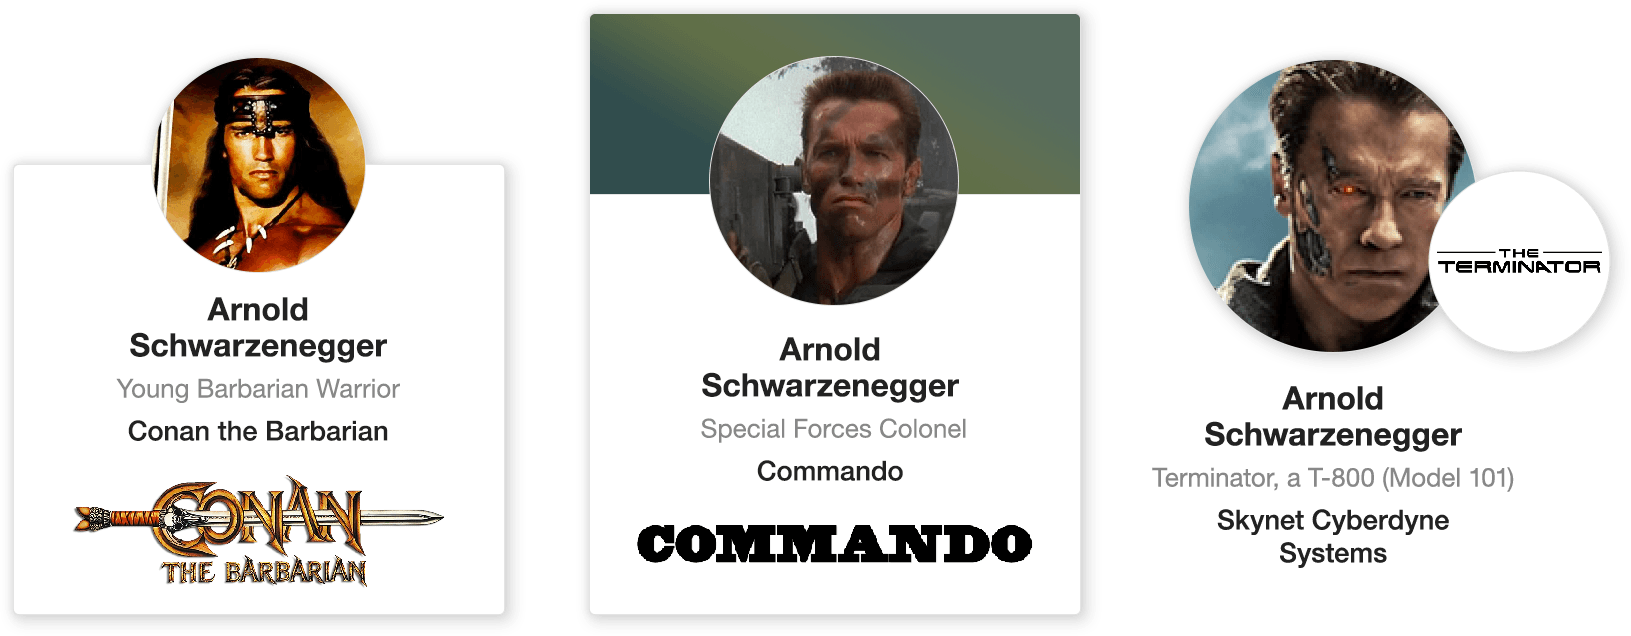 Arnold
Schwarzenegger
Young Barbarian Warrior
Conan the Barbarian
CONAN
THE BARBARIAN
Arnold
Schwarzenegger
Special Forces Colonel
Commando
COMMANDO
THE
TERMINATOR
Arnold
Schwarzenegger
Terminator, a T-800 (Model 101)
Skynet Cyberdyne
Systems